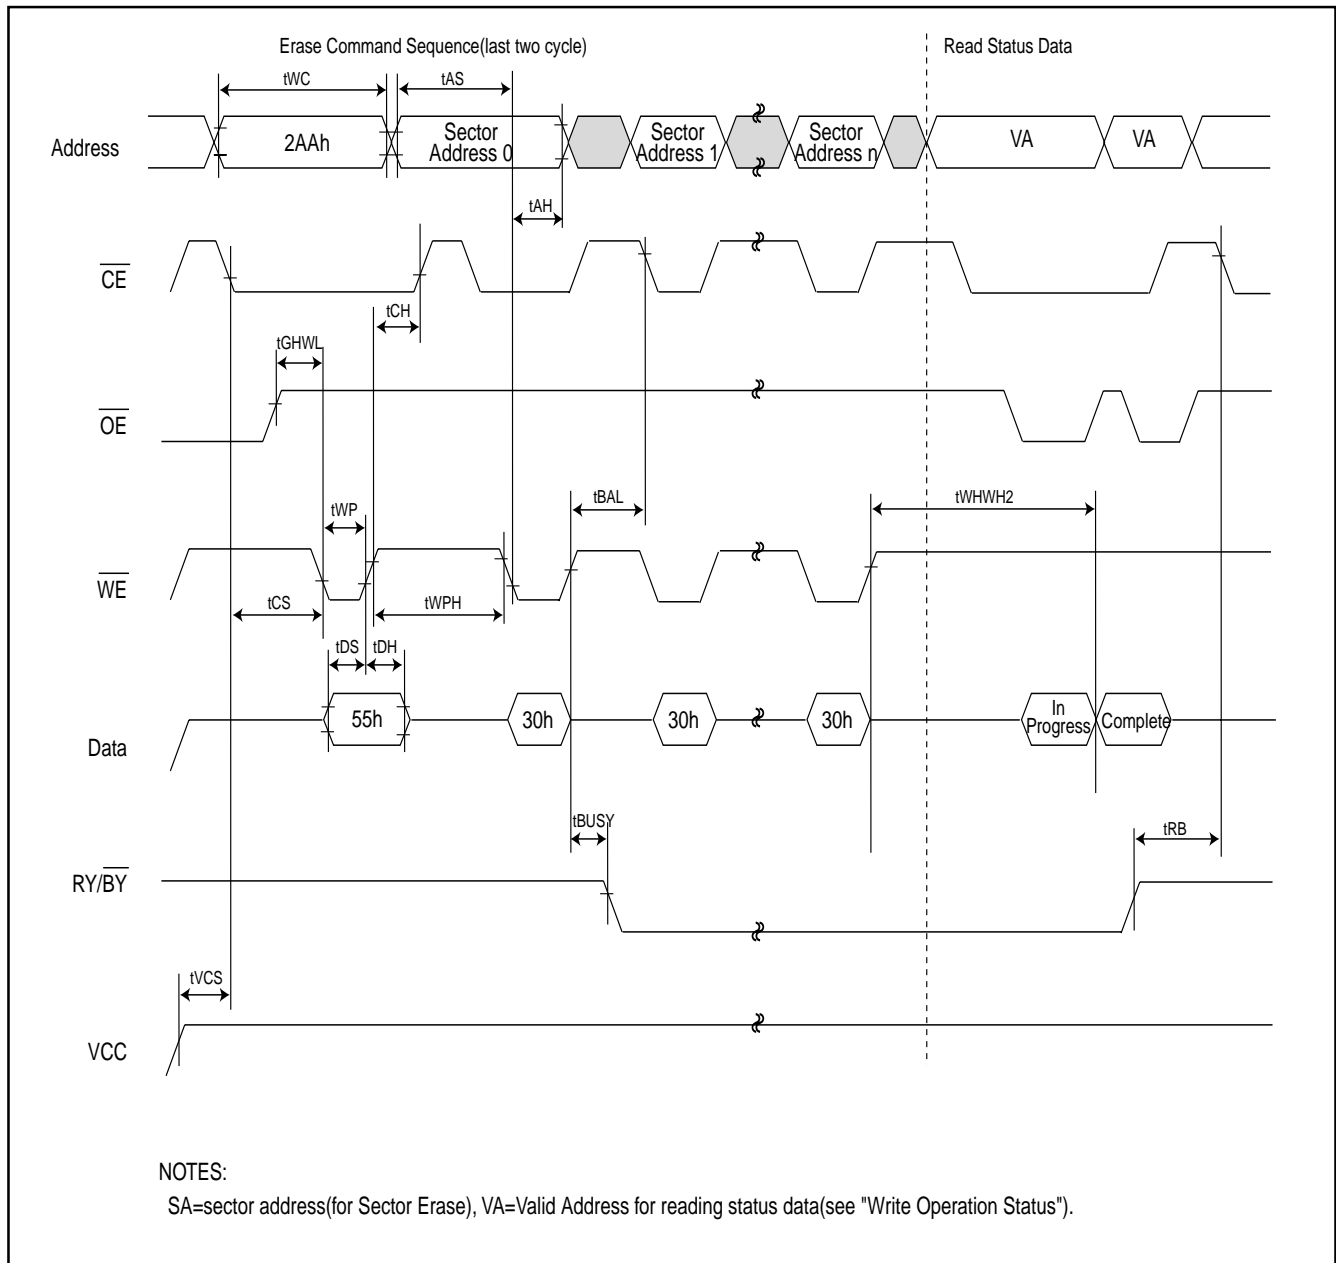 Erase Command Sequence(last two cycle)
Read Status Data
tWC
tAS
Address
2AAh
Sector
Address 0
Sector
Address 1
Sector
Address n
VA
VA
tAH
CE
tCH
tGHWL
OE
tBAL
tWHWH2
tWP
WE
tCS
tWPH
tDS
tDH
Data
55h
30h
30h
30h
In
Progress
Complete
tBUSY
tRB
RY/BY
tVCS
VCC
NOTES:
SA=sector address(for Sector Erase), VA=Valid Address for reading status data(see "Write Operation Status").